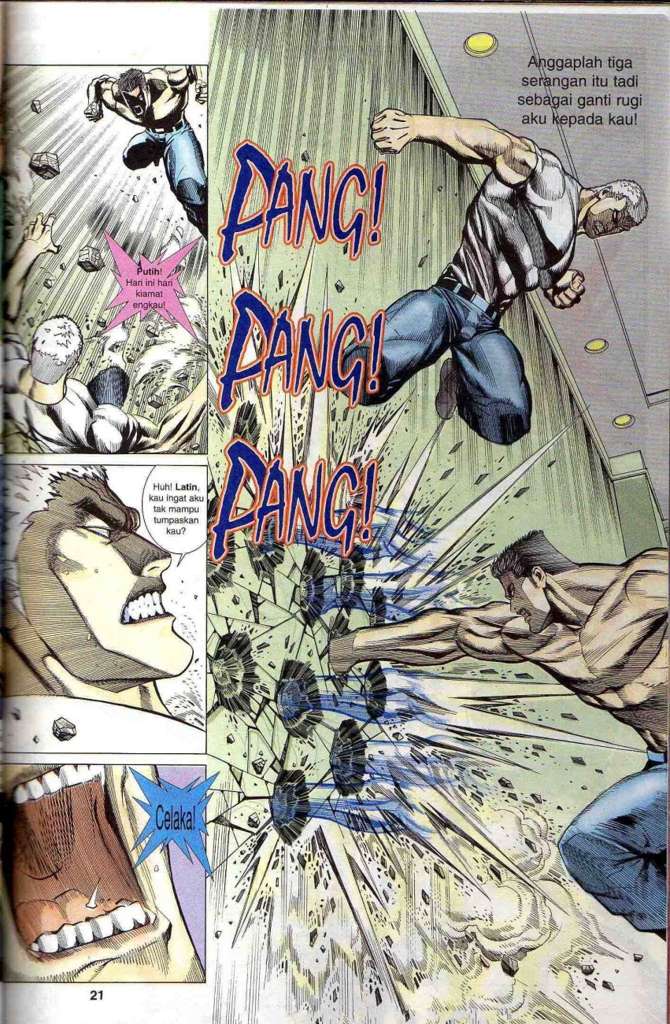 Putih!
Hari ini hari
kiamat
engkau!
Huh! Latin,
kau ingat aku
tak mampu
tumpaskan
kau?
Celaka!
Anggaplah tiga
serangan itu tadi
sebagai ganti rugi
aku kepada kau!
PANG!
PANG!
PANG!
21